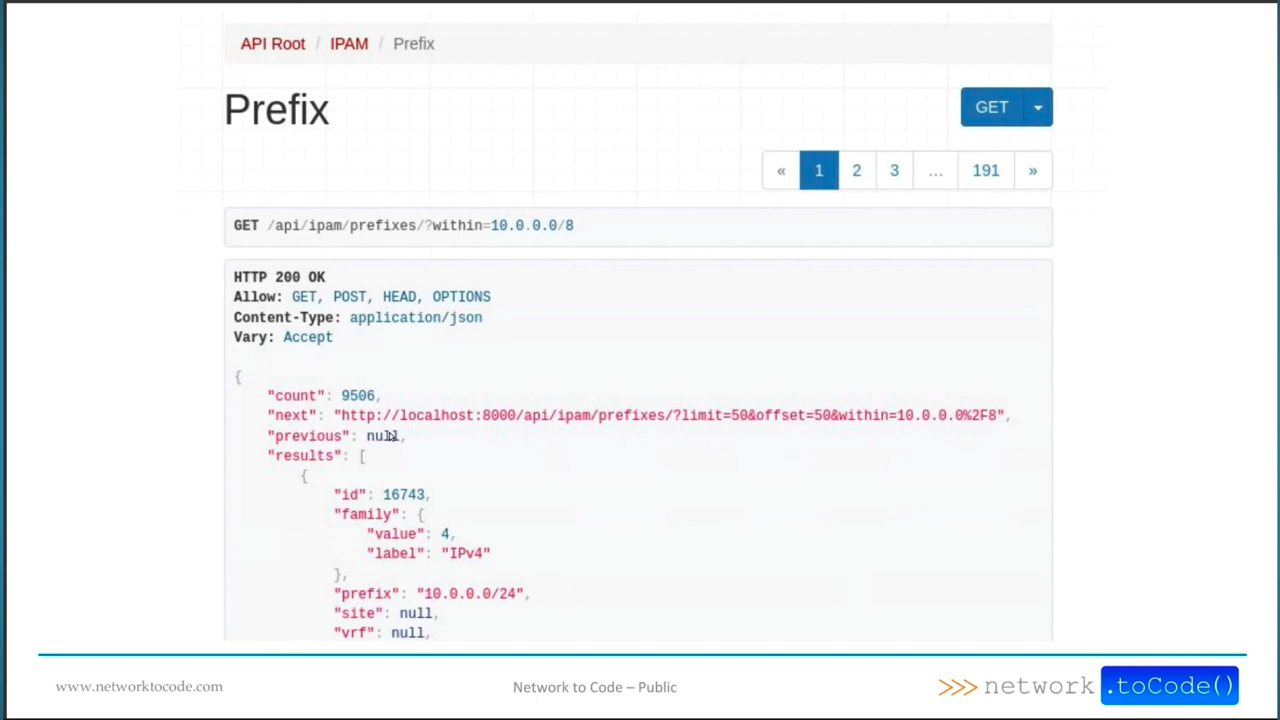 API Root / IPAM / Prefix
Prefix
GET
« 1 2 3 … 191 »
GET /api/ipam/prefixes/?within=10.0.0.0/8
HTTP 200 OK
Allow: GET, POST, HEAD, OPTIONS
Content-Type: application/json
Vary: Accept
{
"count": 9506,
"next": "http://localhost:8000/api/ipam/prefixes/?limit=50&offset=50&within=10.0.0.0%2F8",
"previous": null,
"results": [
{
"id": 16743,
"family": {
"value": 4,
"label": "IPv4"
},
"prefix": "10.0.0.0/24",
"site": null,
"vrf": null,
www.networktocode.com
Network to Code – Public
>>> network .toCode()